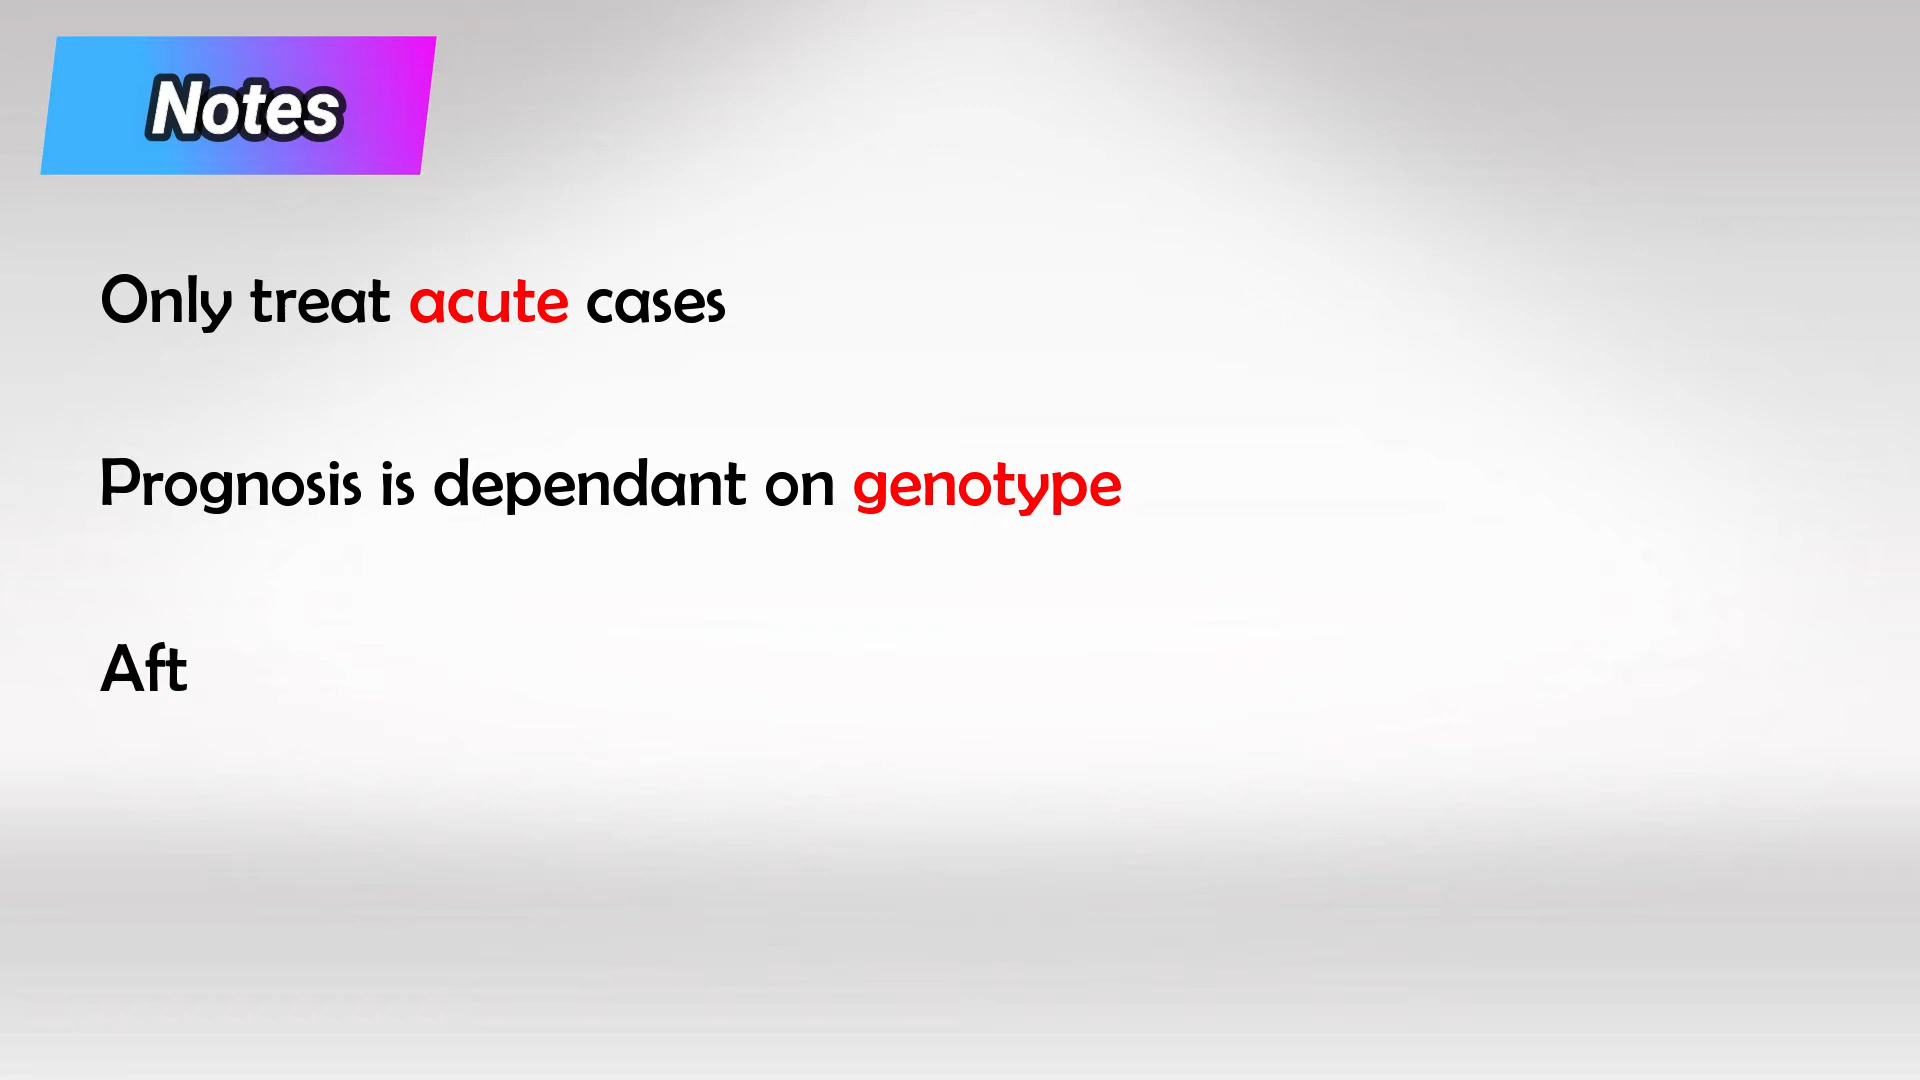 Notes
Only treat acute cases
Prognosis is dependant on genotype
Aft